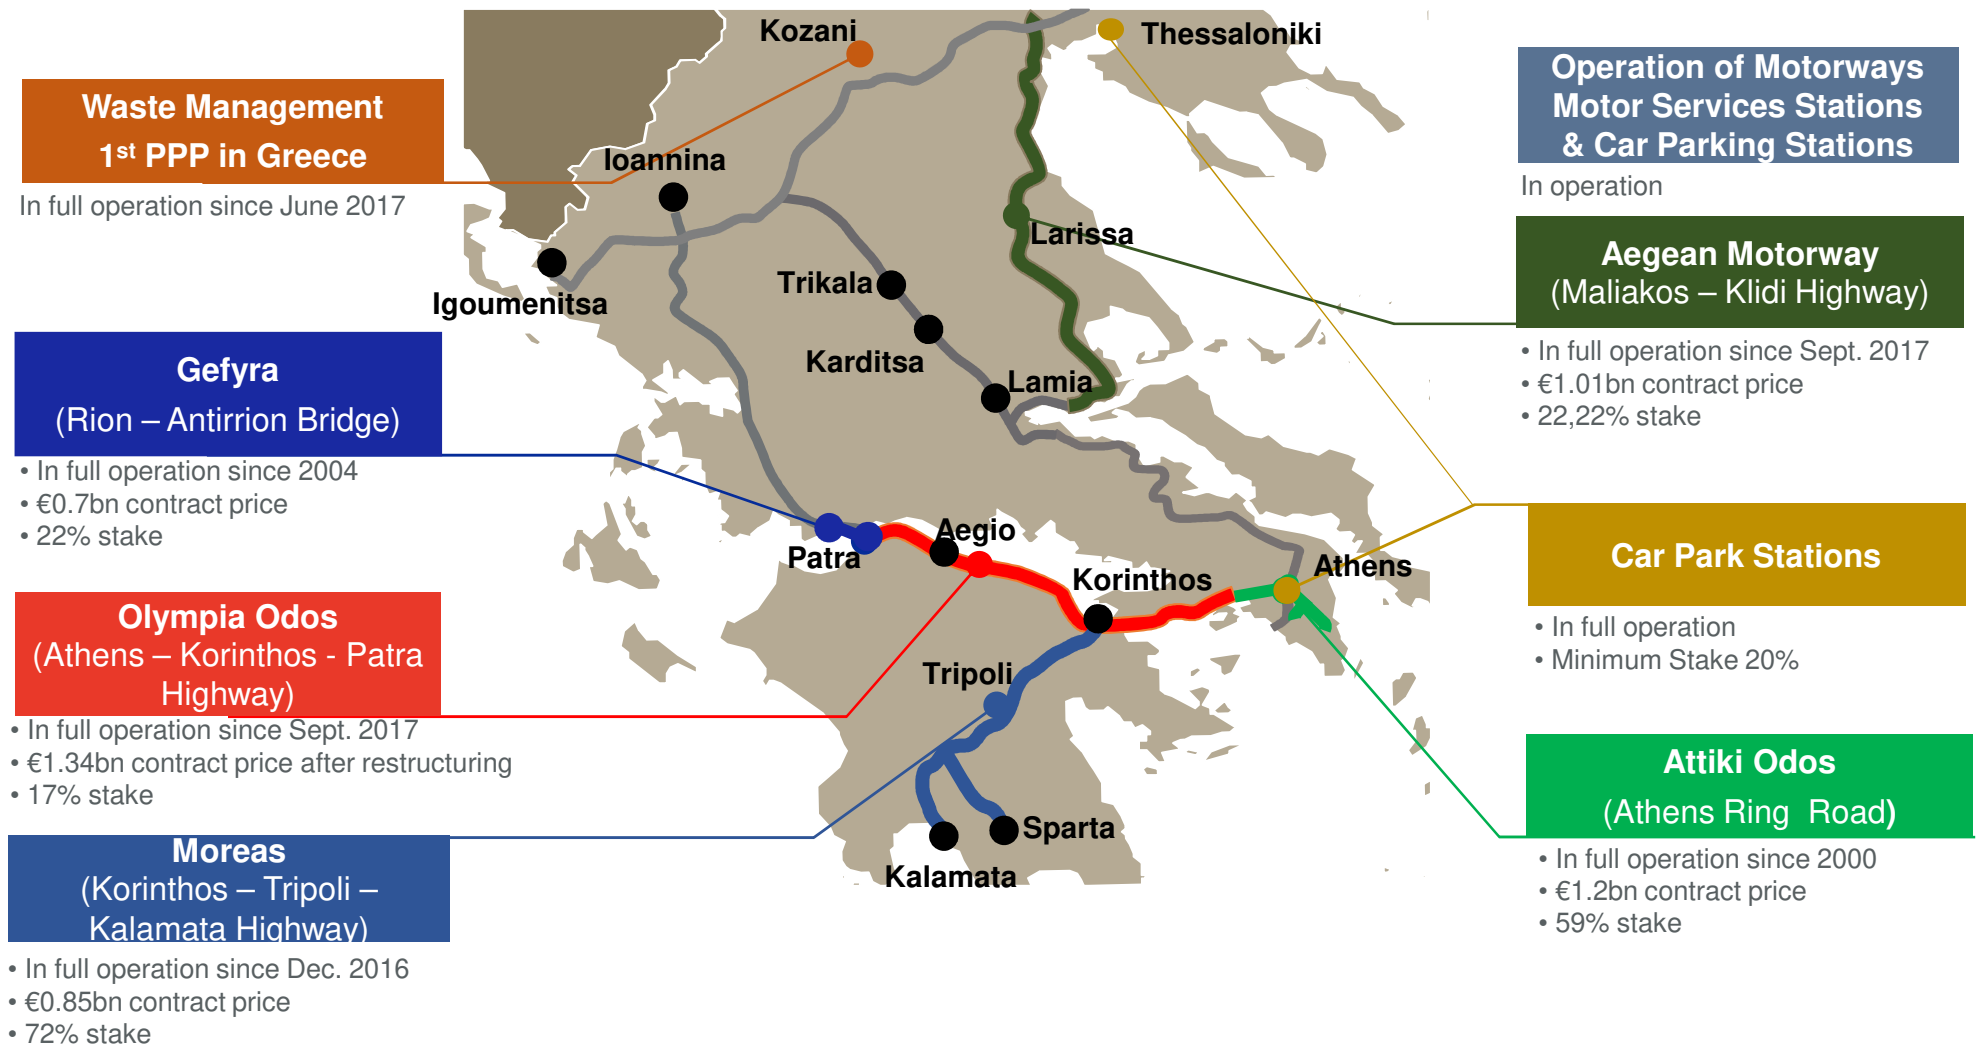 Waste Management
1st PPP in Greece
In full operation since June 2017
Gefyra
(Rion – Antirrion Bridge)
• In full operation since 2004
• €0.7bn contract price
• 22% stake
Olympia Odos
(Athens – Korinthos - Patra
Highway)
• In full operation since Sept. 2017
• €1.34bn contract price after restructuring
• 17% stake
Moreas
(Korinthos – Tripoli –
Kalamata Highway)
• In full operation since Dec. 2016
• €0.85bn contract price
• 72% stake
Kozani
Thessaloniki
Ioannina
Larissa
Igoumenitsa
Trikala
Karditsa
Lamia
Aegio
Patra
Korinthos
Athens
Tripoli
Sparta
Kalamata
Operation of Motorways
Motor Services Stations
& Car Parking Stations
In operation
Aegean Motorway
(Maliakos – Klidi Highway)
• In full operation since Sept. 2017
• €1.01bn contract price
• 22,22% stake
Car Park Stations
• In full operation
• Minimum Stake 20%
Attiki Odos
(Athens Ring Road)
• In full operation since 2000
• €1.2bn contract price
• 59% stake